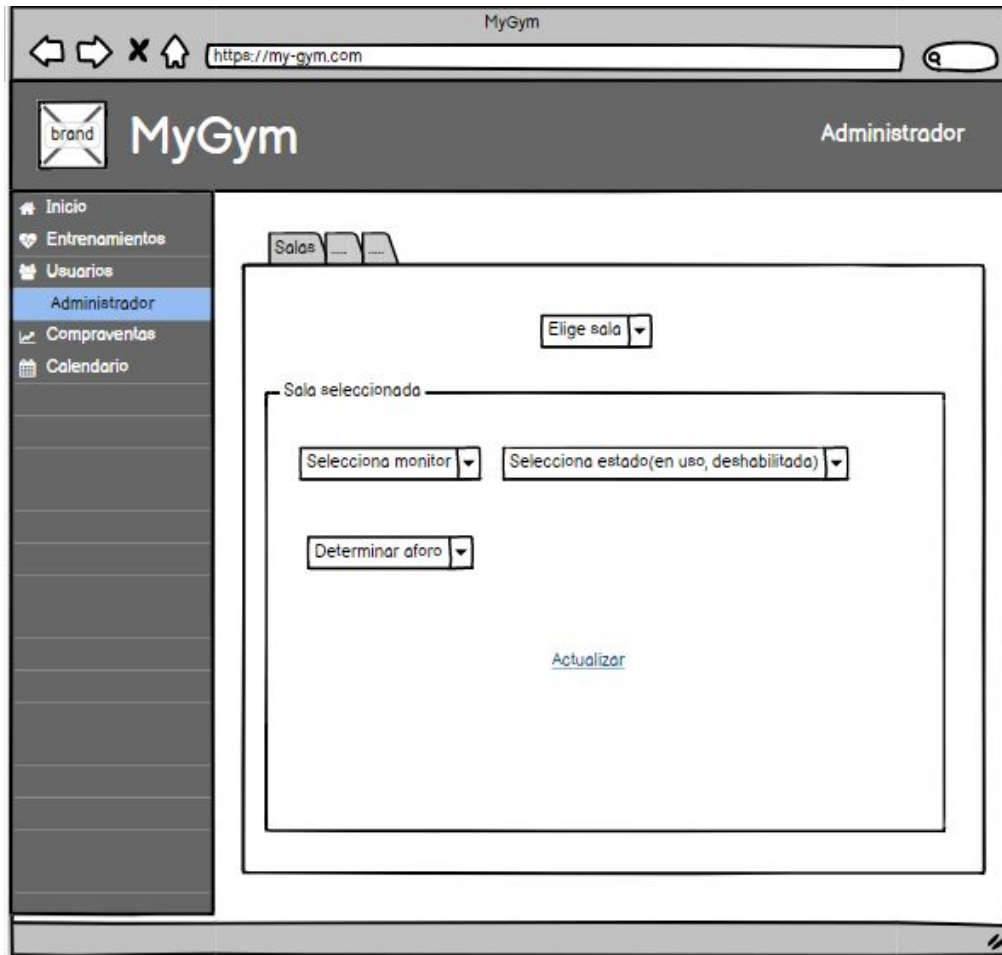 MyGym
https://my-gym.com
brand
MyGym
Administrador
Inicio
Entrenamientos
Usuarios
Administrador
Compraventas
Calendario
Salas
.....
.....
Elige sala
Sala seleccionada
Selecciona monitor
Selecciona estado(en uso, deshabilitada)
Determinar aforo
Actualizar